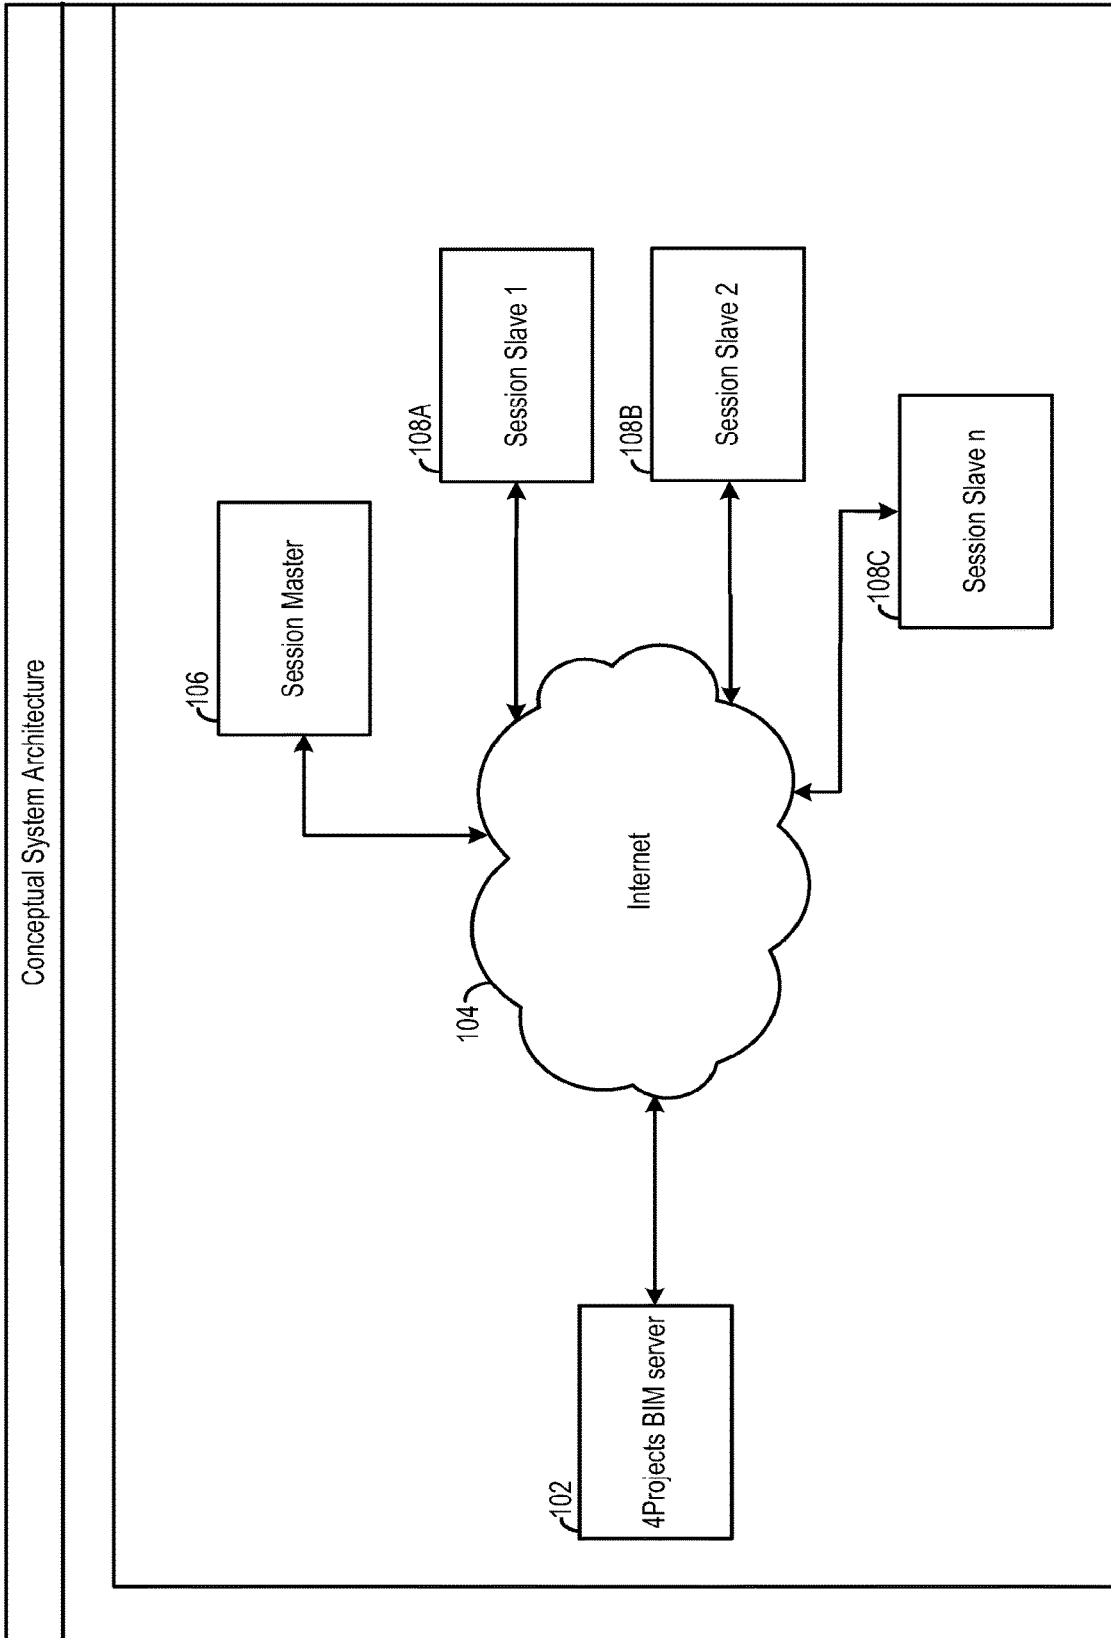 Conceptual System Architecture
106
Session Master
108A
Session Slave 1
104
Internet
102
4Projects BIM server
108B
Session Slave 2
108C
Session Slave n